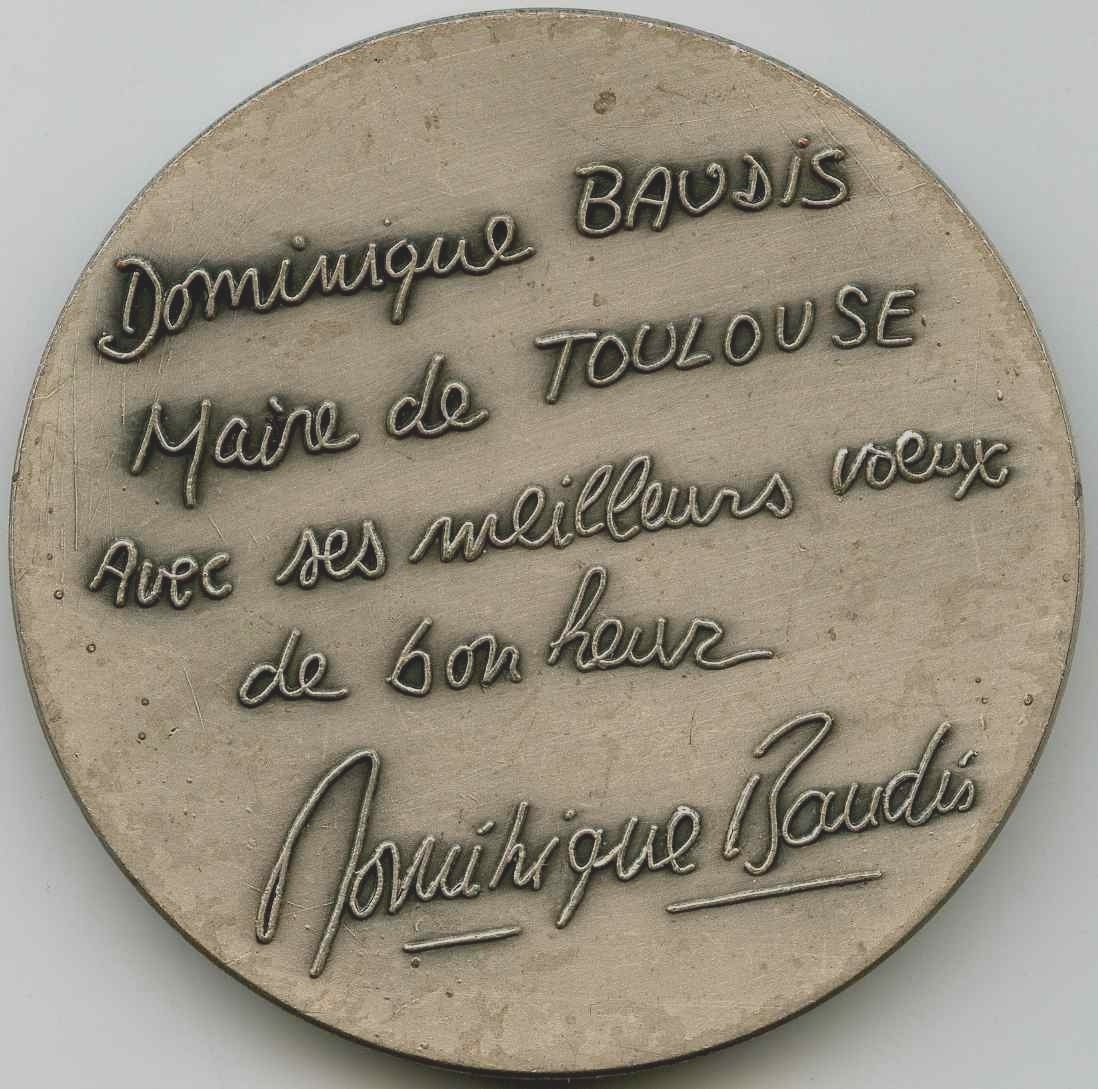 Dominique BAUDIS
Maire de TOULOUSE
Avec ses meilleurs voeux
de bonheur
Dominique Baudis